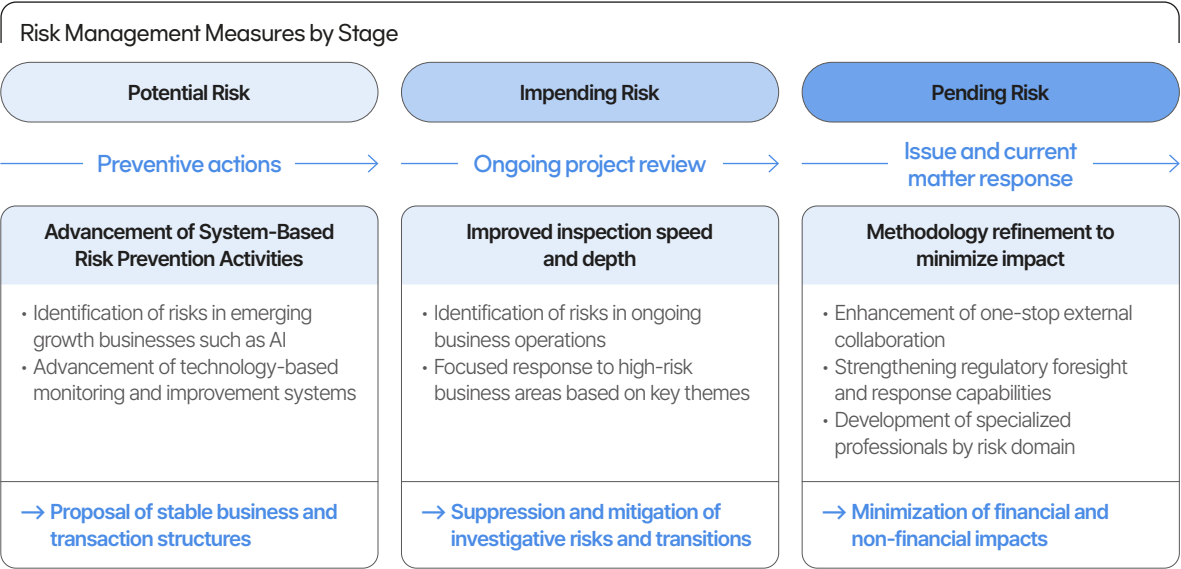 Risk Management Measures by Stage
Potential Risk
Preventive actions
Advancement of System-Based
Risk Prevention Activities
• Identification of risks in emerging
growth businesses such as AI
• Advancement of technology-based
monitoring and improvement systems
→ Proposal of stable business and
transaction structures
Impending Risk
Ongoing project review
Improved inspection speed
and depth
• Identification of risks in ongoing
business operations
• Focused response to high-risk
business areas based on key themes
→ Suppression and mitigation of
investigative risks and transitions
Pending Risk
Issue and current
matter response
Methodology refinement to
minimize impact
• Enhancement of one-stop external
collaboration
• Strengthening regulatory foresight
and response capabilities
• Development of specialized
professionals by risk domain
→ Minimization of financial and
non-financial impacts